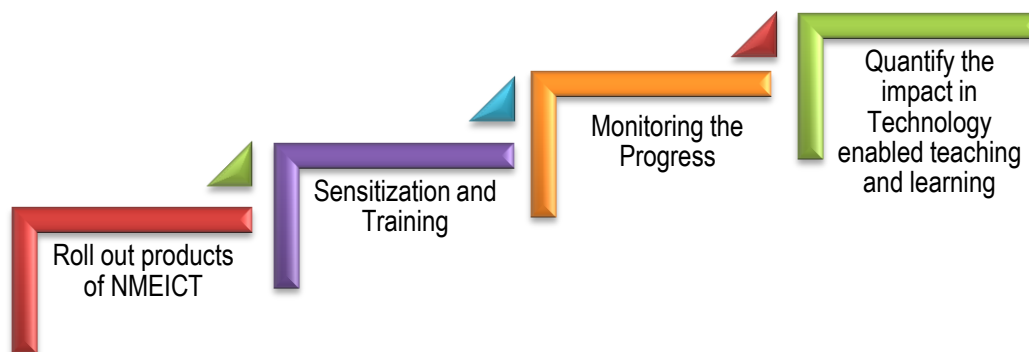 Roll out products
of NMEICT
Sensitization and
Training
Monitoring the
Progress
Quantify the
impact in
Technology
enabled teaching
and learning